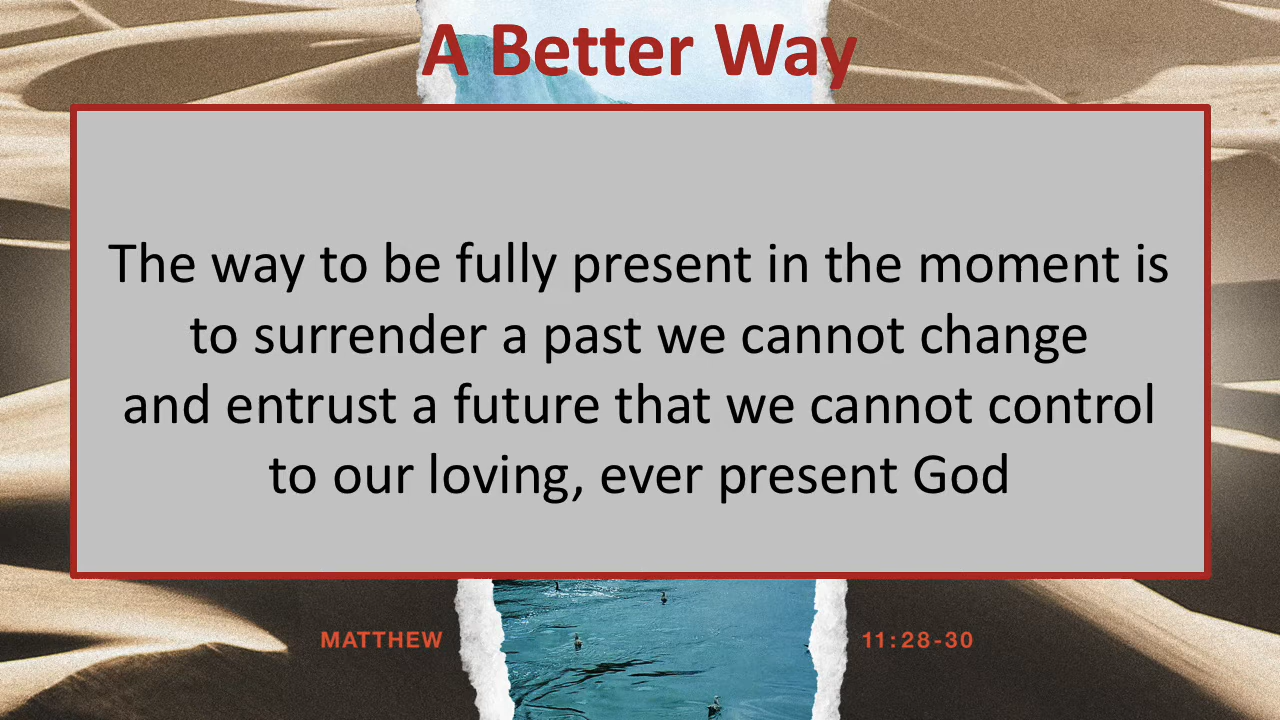 A Better Way
The way to be fully present in the moment is
to surrender a past we cannot change
and entrust a future that we cannot control
to our loving, ever present God
MATTHEW 11:28-30